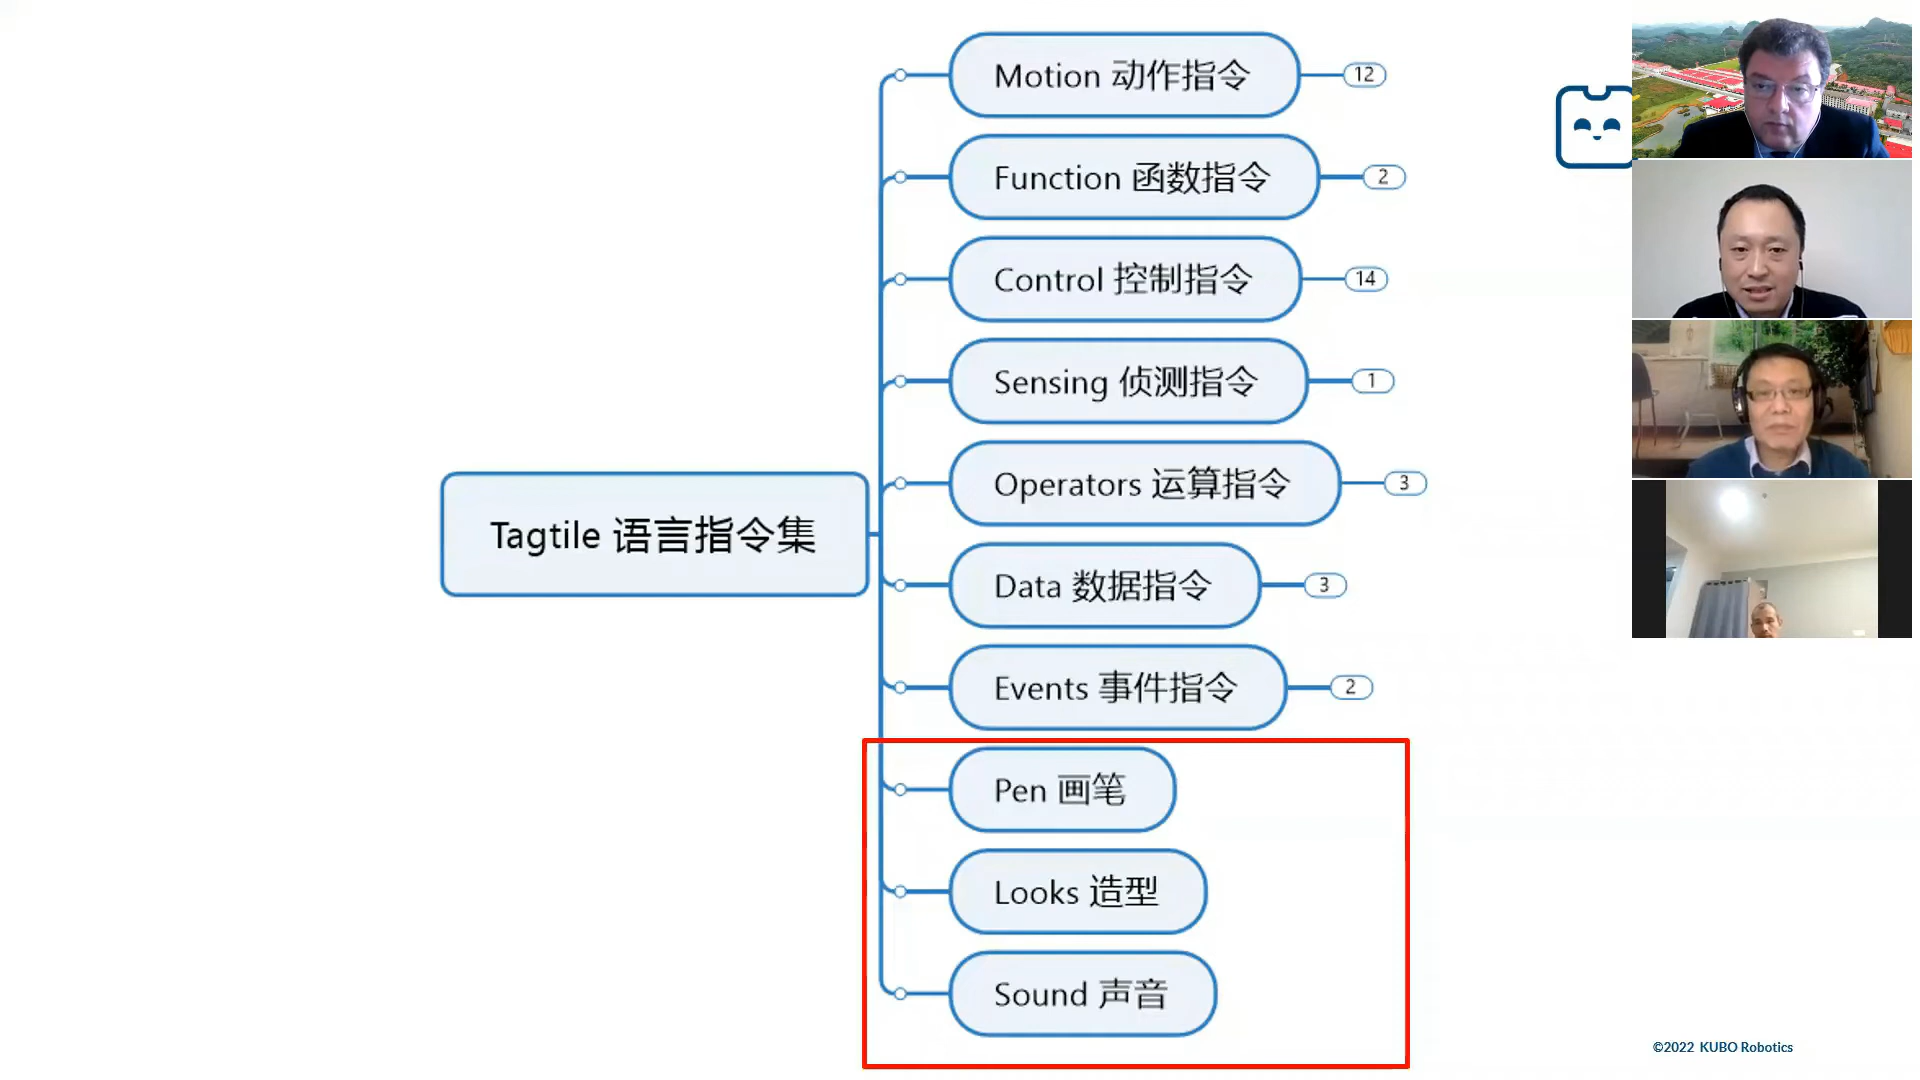 Motion 动作指令
12
Function 函数指令
2
Control 控制指令
14
Sensing 侦测指令
1
Operators 运算指令
3
Tagtile 语言指令集
Data 数据指令
3
Events 事件指令
2
Pen 画笔
Looks 造型
Sound 声音
©2022 KUBO Robotics